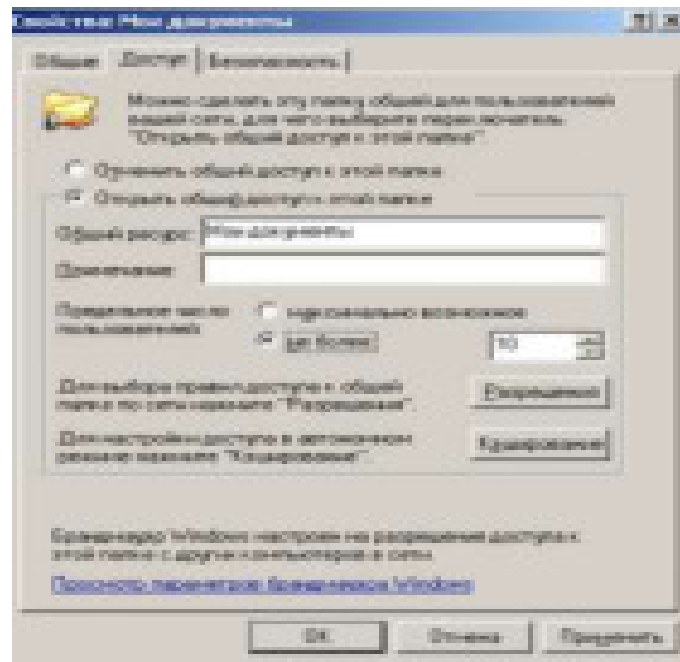 Свойства: Мои документы
Общие Доступ Безопасность
Можно сделать эту папку общей для пользователей
вашей сети, для чего выберите переключатель
"Открыть общий доступ к этой папке"
Отменить общий доступ к этой папке
Открыть общий доступ к этой папке
Общий ресурс: Мои документы
Примечание:
Предельное число
пользователей:
максимально возможное
не более: 10
Для выбора правил доступа к общей
папке по сети нажмите "Разрешения".
Разрешения
Для настройки доступа в автономном
режиме нажмите "Кэширование".
Кэширование
Брандмауэр Windows настроен на разрешение доступа к
этой папке с других компьютеров в сети.
Просмотр параметров брандмауэра Windows
OK Отмена Применить